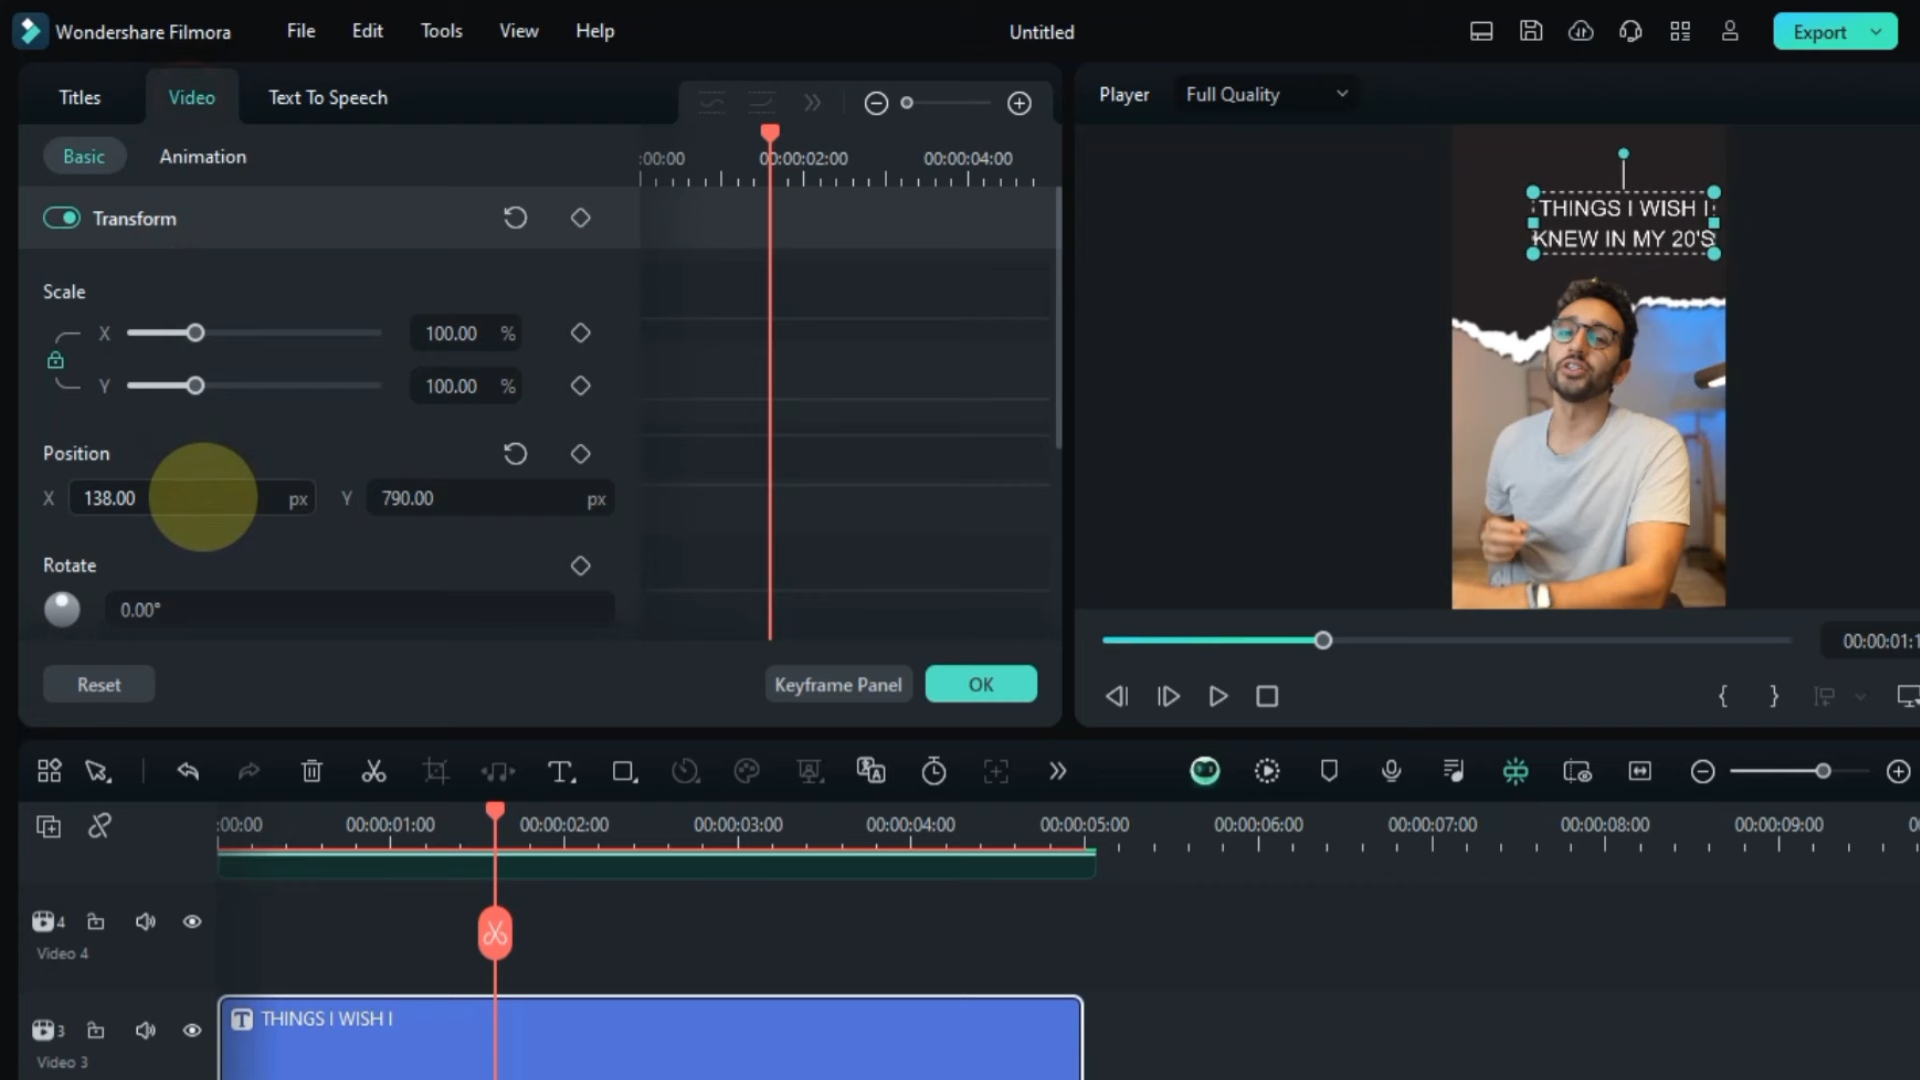 Wondershare Filmora
File
Edit
Tools
View
Help
Untitled
Export
Titles
Video
Text To Speech
Player
Full Quality
Basic
Animation
:00:00
00:00:02:00
00:00:04:00
Transform
THINGS I WISH I
KNEW IN MY 20'S
Scale
X
100.00
%
Y
100.00
%
Position
X
138.00
px
Y
790.00
px
Rotate
0.00°
00:00:01:1
Reset
Keyframe Panel
OK
:00:00
00:00:01:00
00:00:02:00
00:00:03:00
00:00:04:00
00:00:05:00
00:00:06:00
00:00:07:00
00:00:08:00
00:00:09:00
4
Video 4
THINGS I WISH I
3
Video 3